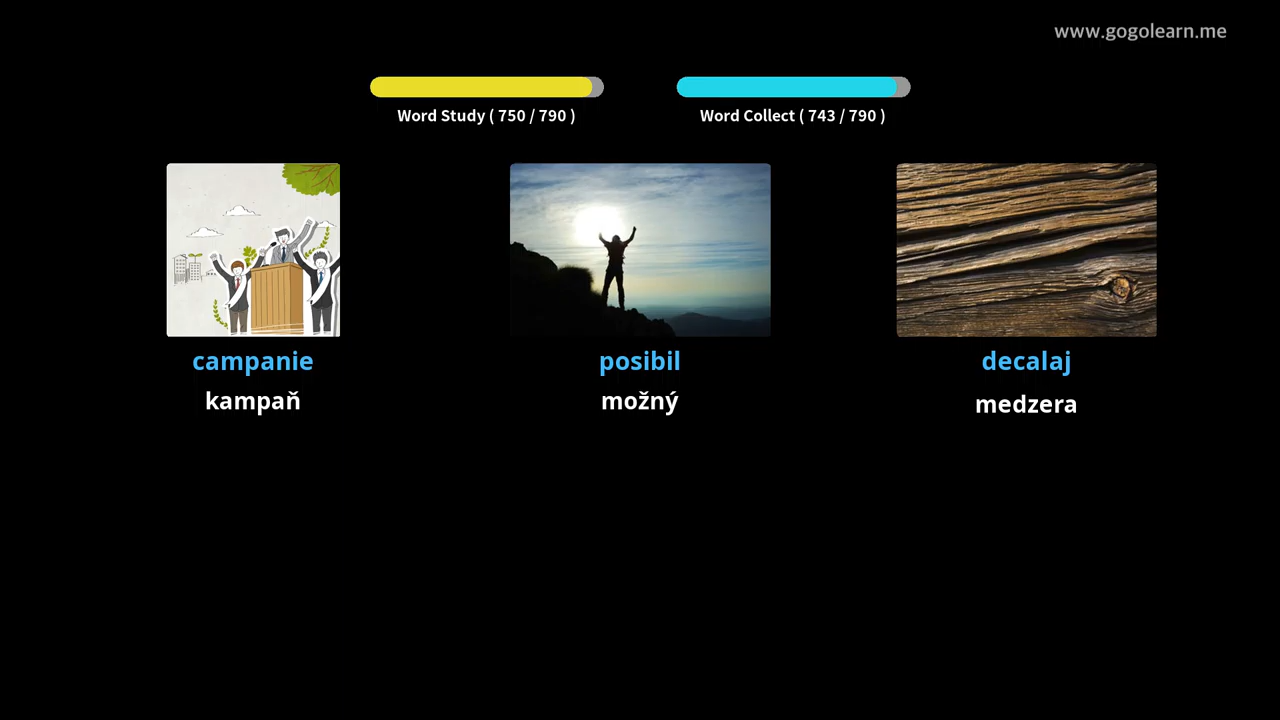 www.gogolearn.me
Word Study ( 750 / 790 )
Word Collect ( 743 / 790 )
campanie
posibil
decalaj
kampaň
možný
medzera